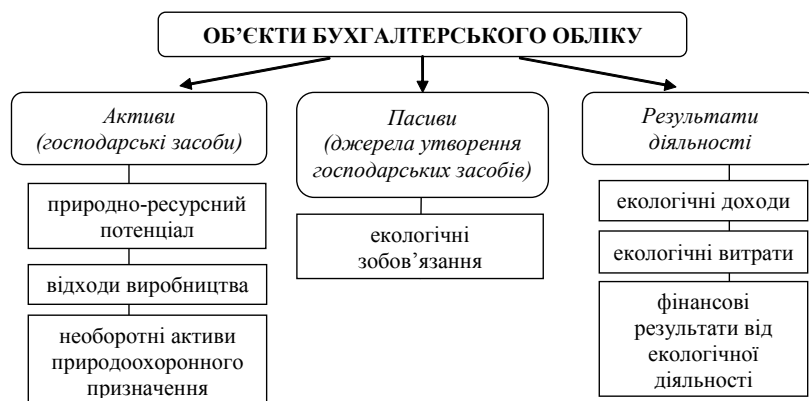 ОБ’ЄКТИ БУХГАЛТЕРСЬКОГО ОБЛІКУ
Активи
(господарські засоби)
природно-ресурсний
потенціал
відходи виробництва
необоротні активи
природоохоронного
призначення
Пасиви
(джерела утворення
господарських засобів)
екологічні
зобов’язання
Результати
діяльності
екологічні доходи
екологічні витрати
фінансові
результати від
екологічної
діяльності